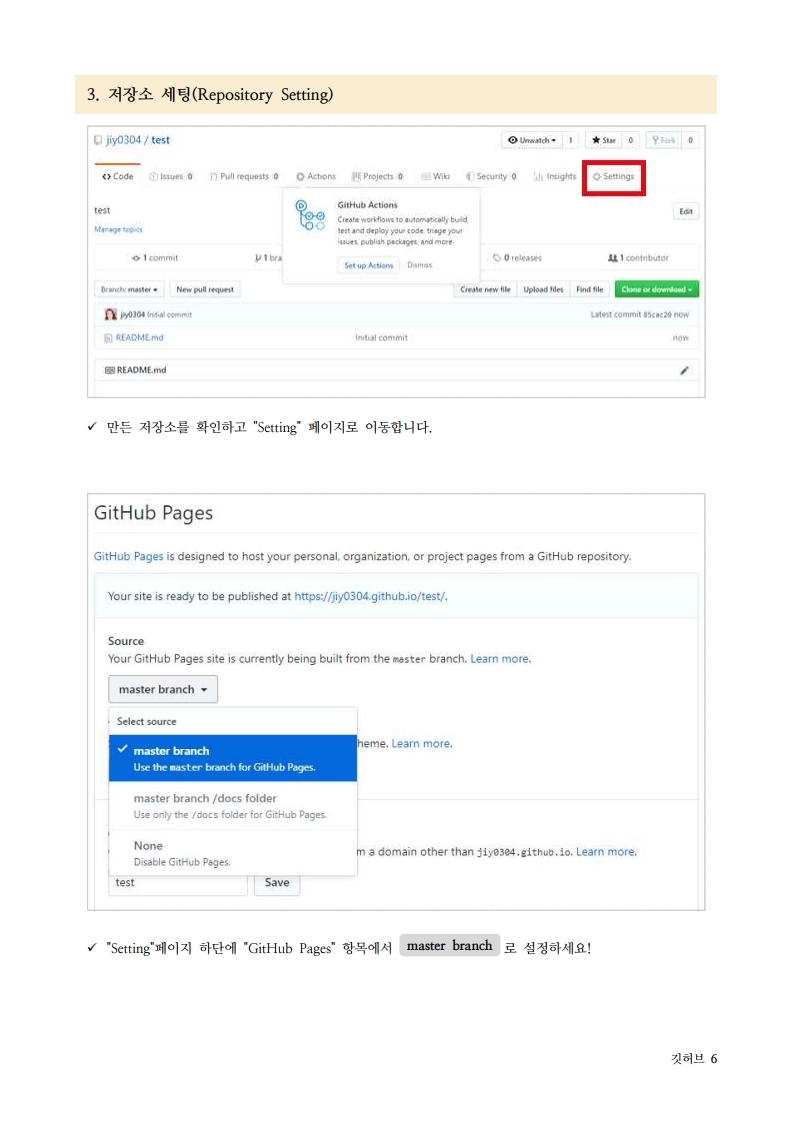 3. 저장소 세팅(Repository Setting)
jiy0304 / test
Unwatch 1 Star 0 Fork 0
Code Issues 0 Pull requests 0 Actions Projects 0 Wiki Security 0 Insights Settings
GitHub Actions
Create workflows to automatically build,
test and deploy your code, triage your
issues, publish packages, and more.
Set up Actions Dismiss
test Edit
Manage topics
1 commit 1 bra 0 releases 1 contributor
Branch: master New pull request Create new file Upload files Find file Clone or download
jiy0304 Initial commit Latest commit 85cac20 now
README.md Initial commit now
README.md
✓ 만든 저장소를 확인하고 "Setting" 페이지로 이동합니다.
GitHub Pages
GitHub Pages is designed to host your personal, organization, or project pages from a GitHub repository.
Your site is ready to be published at https://jiy0304.github.io/test/.
Source
Your GitHub Pages site is currently being built from the master branch. Learn more.
master branch
Select source
✓ master branch
Use the master branch for GitHub Pages.
heme. Learn more.
master branch /docs folder
Use only the /docs folder for GitHub Pages.
None
Disable GitHub Pages.
m a domain other than jiy0304.github.io. Learn more.
test Save
✓ "Setting"페이지 하단에 "GitHub Pages" 항목에서 master branch 로 설정하세요!
깃허브 6